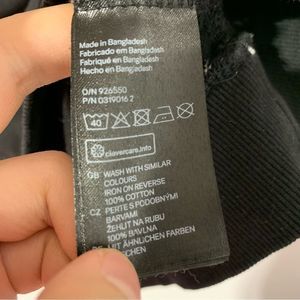 Made in Bangladesh
Fabricado em Bangladesh
Fabriqué en Bangladesh
Hecho en Bangladesh
O/N 926550
P/N 0319016 2
40
clevercare.info
GB WASH WITH SIMILAR
COLOURS
IRON ON REVERSE
100% COTTON
CZ PERTE S PODOBNÝMI
BARVAMI
ŽEHLIT NA RUBU
100% BAVLNA
MIT ÄHNLICHEN FARBEN